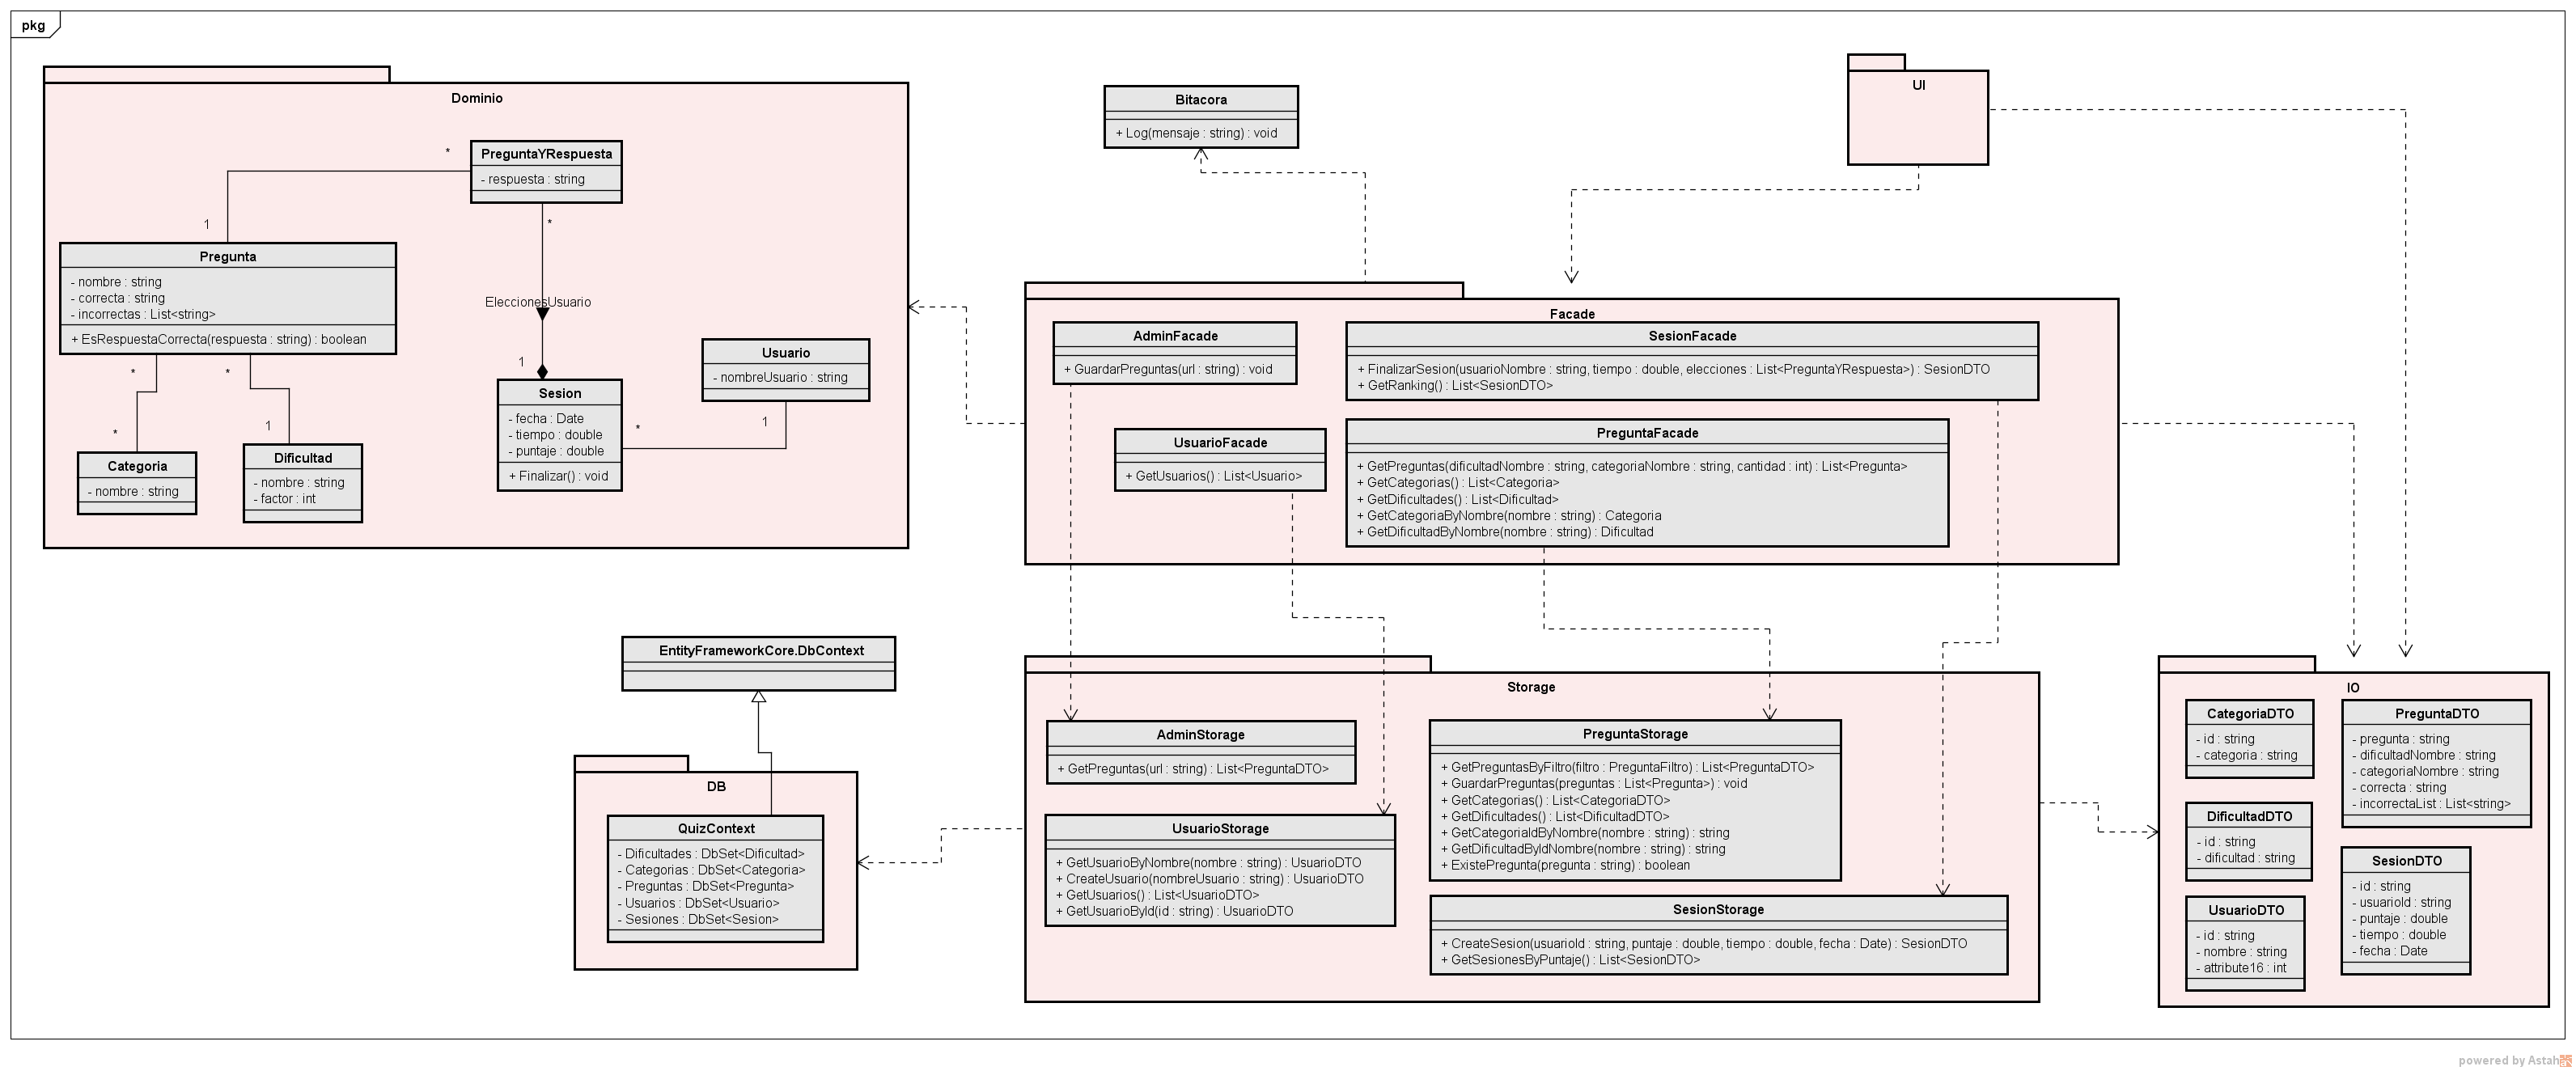 pkg
Dominio
PreguntaYRespuesta
- respuesta : string
*
1
*
EleccionesUsuario
1
Pregunta
- nombre : string
- correcta : string
- incorrectas : List<string>
+ EsRespuestaCorrecta(respuesta : string) : boolean
*
*
*
1
Categoria
- nombre : string
Dificultad
- nombre : string
- factor : int
Sesion
- fecha : Date
- tiempo : double
- puntaje : double
+ Finalizar() : void
*
1
Usuario
- nombreUsuario : string
Bitacora
+ Log(mensaje : string) : void
UI
Facade
AdminFacade
+ GuardarPreguntas(url : string) : void
SesionFacade
+ FinalizarSesion(usuarioNombre : string, tiempo : double, elecciones : List<PreguntaYRespuesta>) : SesionDTO
+ GetRanking() : List<SesionDTO>
UsuarioFacade
+ GetUsuarios() : List<Usuario>
PreguntaFacade
+ GetPreguntas(dificultadNombre : string, categoriaNombre : string, cantidad : int) : List<Pregunta>
+ GetCategorias() : List<Categoria>
+ GetDificultades() : List<Dificultad>
+ GetCategoriaByNombre(nombre : string) : Categoria
+ GetDificultadByNombre(nombre : string) : Dificultad
EntityFrameworkCore.DbContext
DB
QuizContext
- Dificultades : DbSet<Dificultad>
- Categorias : DbSet<Categoria>
- Preguntas : DbSet<Pregunta>
- Usuarios : DbSet<Usuario>
- Sesiones : DbSet<Sesion>
Storage
AdminStorage
+ GetPreguntas(url : string) : List<PreguntaDTO>
UsuarioStorage
+ GetUsuarioByNombre(nombre : string) : UsuarioDTO
+ CreateUsuario(nombreUsuario : string) : UsuarioDTO
+ GetUsuarios() : List<UsuarioDTO>
+ GetUsuarioById(id : string) : UsuarioDTO
PreguntaStorage
+ GetPreguntasByFiltro(filtro : PreguntaFiltro) : List<PreguntaDTO>
+ GuardarPreguntas(preguntas : List<Pregunta>) : void
+ GetCategorias() : List<CategoriaDTO>
+ GetDificultades() : List<DificultadDTO>
+ GetCategoriaIdByNombre(nombre : string) : string
+ GetDificultadByIdNombre(nombre : string) : string
+ ExistePregunta(pregunta : string) : boolean
SesionStorage
+ CreateSesion(usuarioId : string, puntaje : double, tiempo : double, fecha : Date) : SesionDTO
+ GetSesionesByPuntaje() : List<SesionDTO>
IO
CategoriaDTO
- id : string
- categoria : string
PreguntaDTO
- pregunta : string
- dificultadNombre : string
- categoriaNombre : string
- correcta : string
- incorrectaList : List<string>
DificultadDTO
- id : string
- dificultad : string
SesionDTO
- id : string
- usuarioId : string
- puntaje : double
- tiempo : double
- fecha : Date
UsuarioDTO
- id : string
- nombre : string
- attribute16 : int
powered by Astah